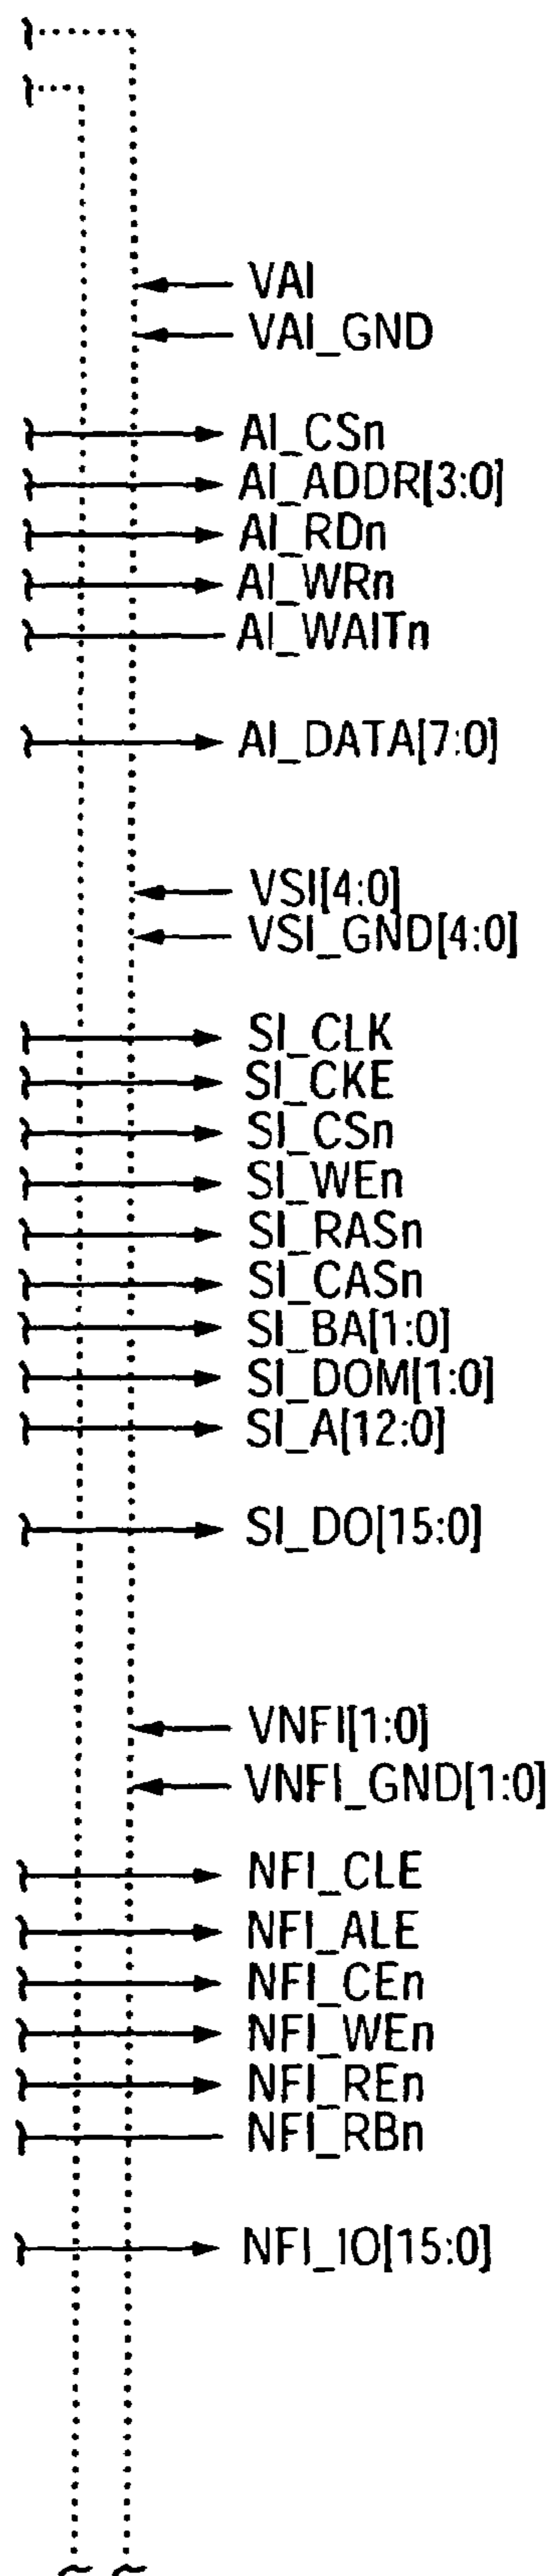 VAI
VAI_GND
AI_CSn
AI_ADDR[3:0]
AI_RDn
AI_WRn
AI_WAITn
AI_DATA[7:0]
VSI[4:0]
VSI_GND[4:0]
SI_CLK
SI_CKE
SI_CSn
SI_WEn
SI_RASn
SI_CASn
SI_BA[1:0]
SI_DOM[1:0]
SI_A[12:0]
SI_DO[15:0]
VNFI[1:0]
VNFI_GND[1:0]
NFI_CLE
NFI_ALE
NFI_CEn
NFI_WEn
NFI_REn
NFI_RBn
NFI_IO[15:0]